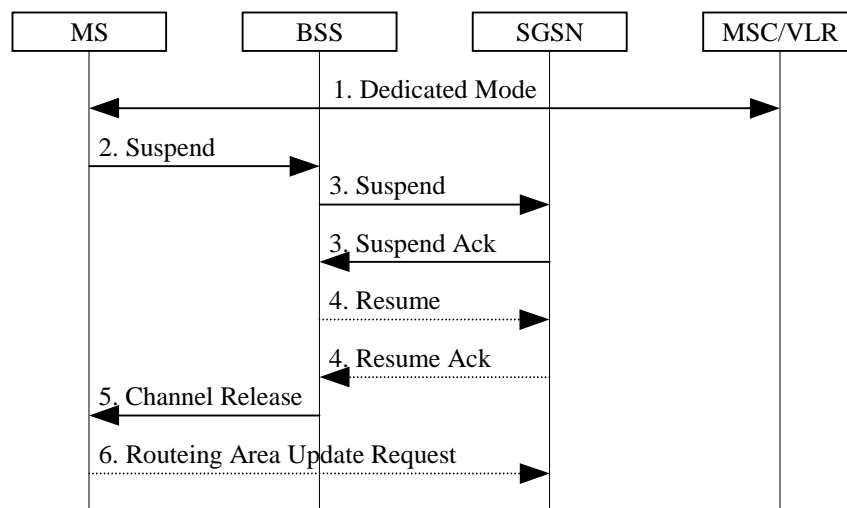 MS BSS SGSN MSC/VLR
1. Dedicated Mode
2. Suspend
3. Suspend
3. Suspend Ack
4. Resume
4. Resume Ack
5. Channel Release
6. Routeing Area Update Request